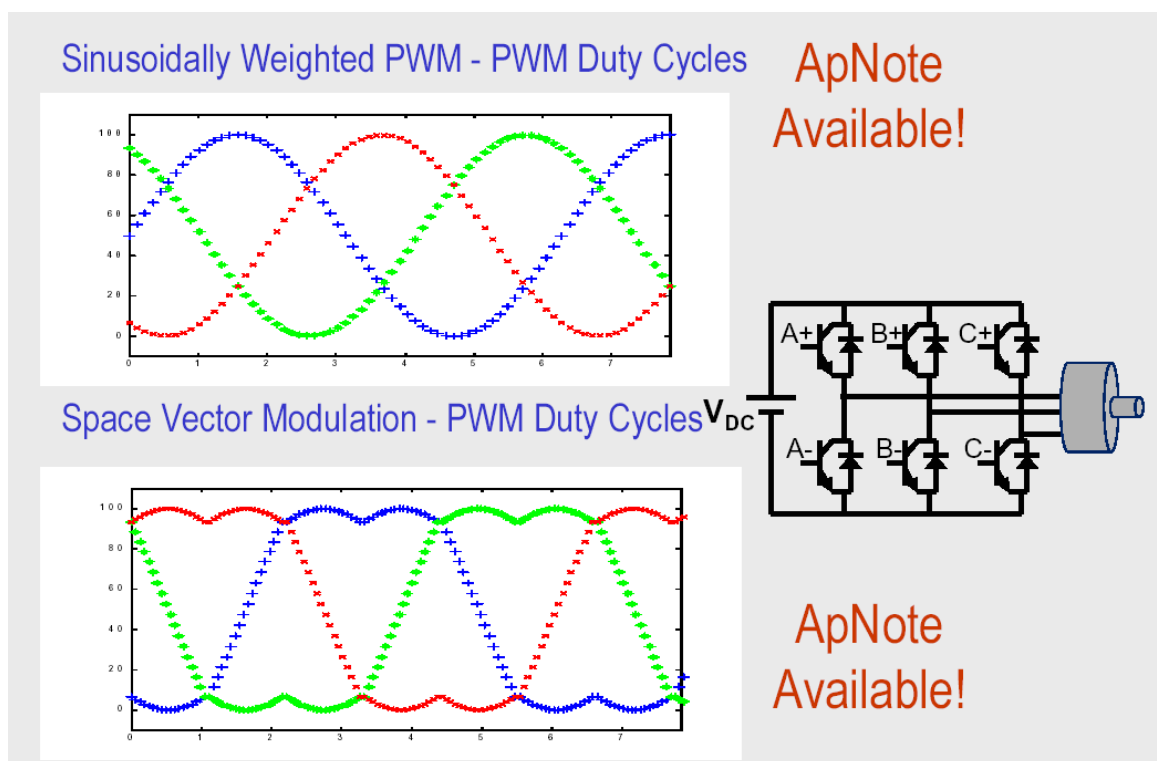 Sinusoidally Weighted PWM - PWM Duty Cycles
ApNote
Available!
100
80
60
40
20
0
0 1 2 3 4 5 6 7
Space Vector Modulation - PWM Duty Cycles
100
80
60
40
20
0
0 1 2 3 4 5 6 7
A+ B+ C+
VDC
A- B- C-
ApNote
Available!